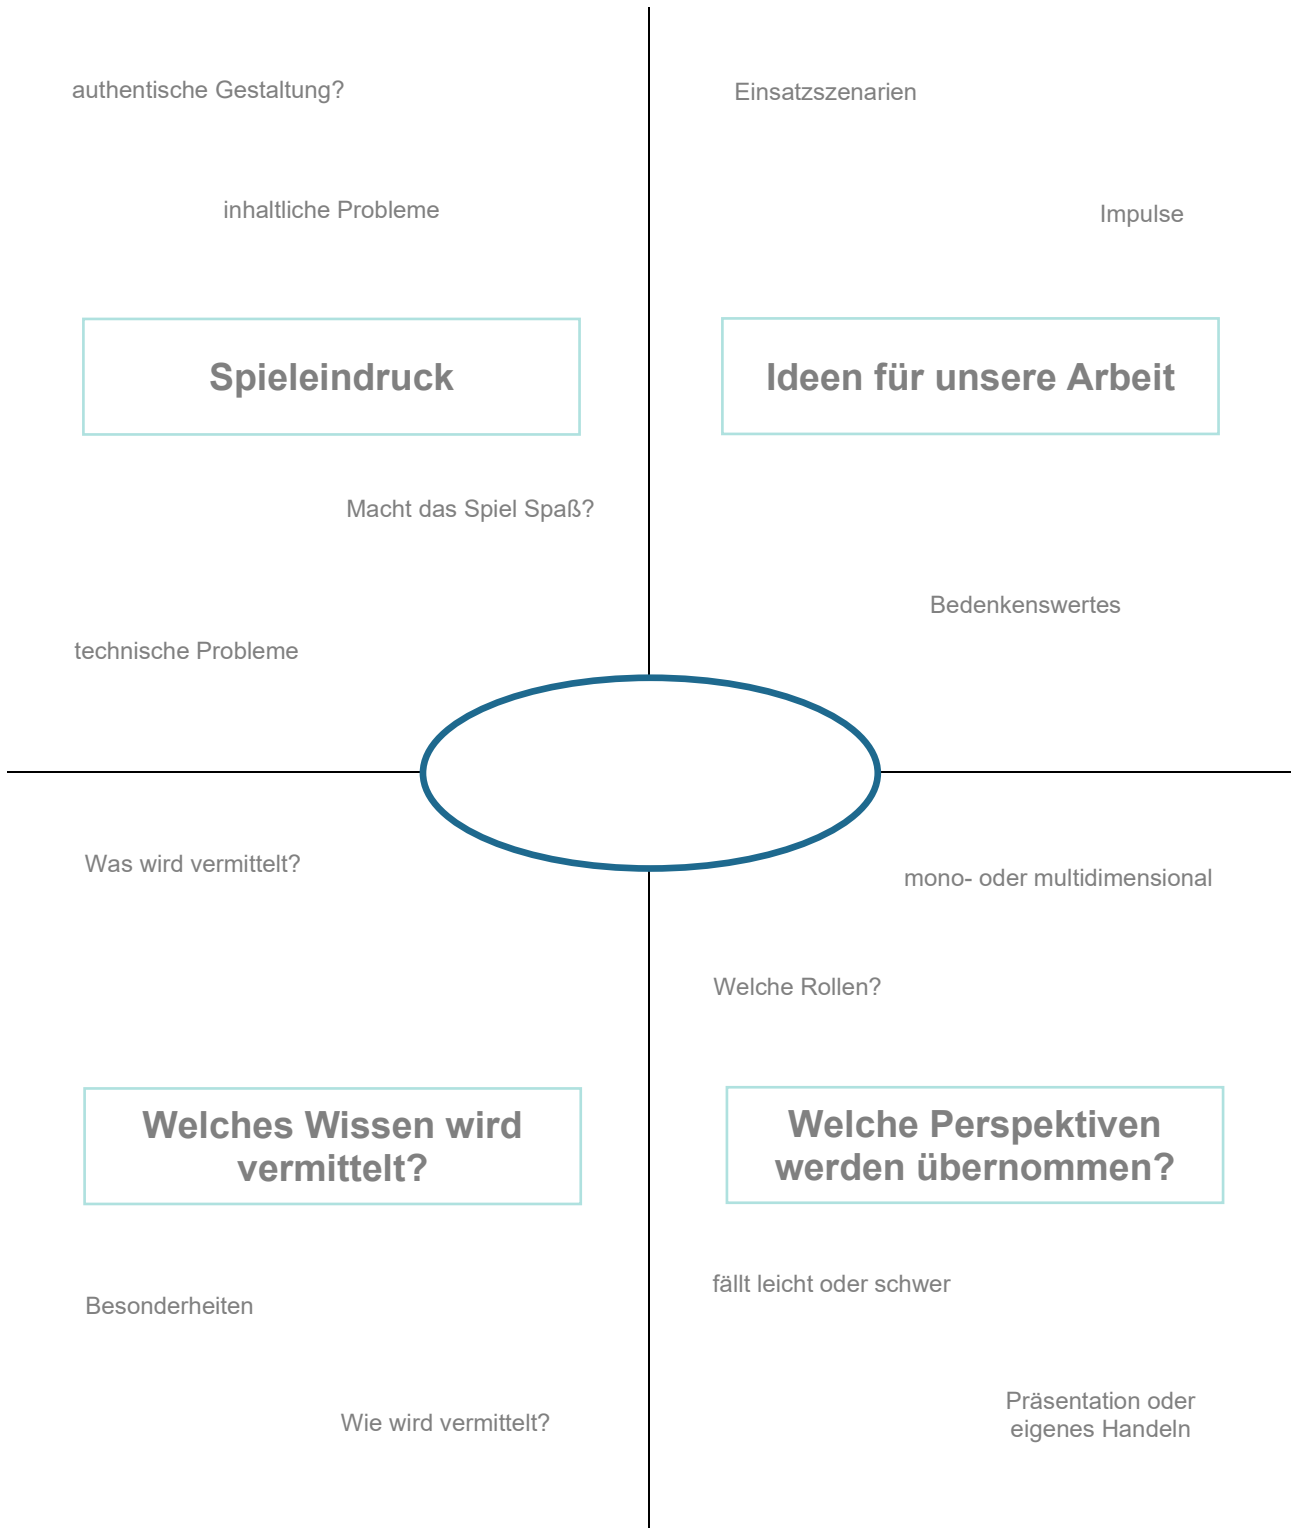 authentische Gestaltung?
inhaltliche Probleme
Spieleindruck
Macht das Spiel Spaß?
technische Probleme
Einsatzszenarien
Impulse
Ideen für unsere Arbeit
Bedenkenswertes
Was wird vermittelt?
Welches Wissen wird
vermittelt?
Besonderheiten
Wie wird vermittelt?
mono- oder multidimensional
Welche Rollen?
Welche Perspektiven
werden übernommen?
fällt leicht oder schwer
Präsentation oder
eigenes Handeln